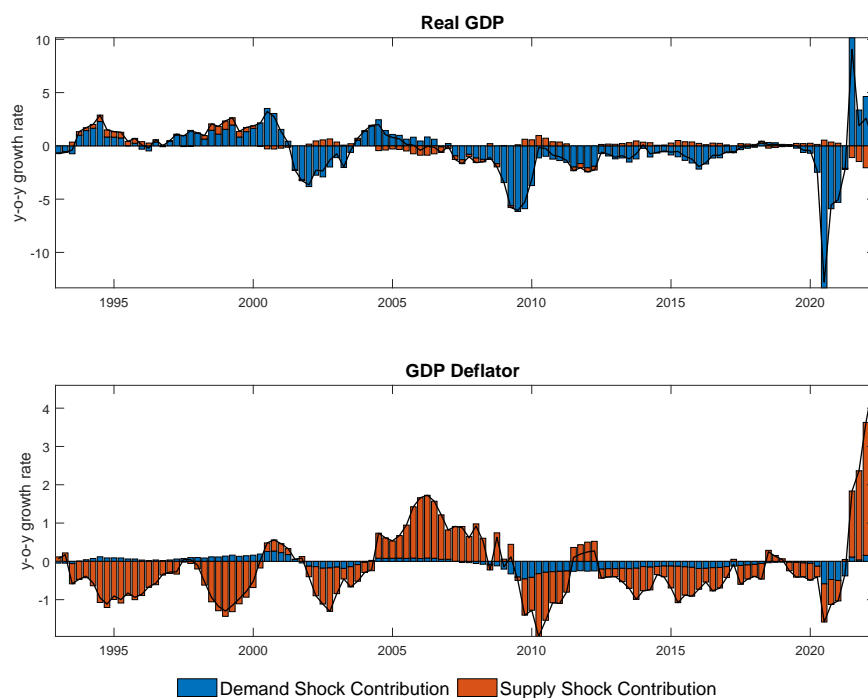 Real GDP
10
5
0
-5
-10
y-o-y growth rate
1995 2000 2005 2010 2015 2020
GDP Deflator
4
3
2
1
0
-1
y-o-y growth rate
1995 2000 2005 2010 2015 2020
Demand Shock Contribution Supply Shock Contribution